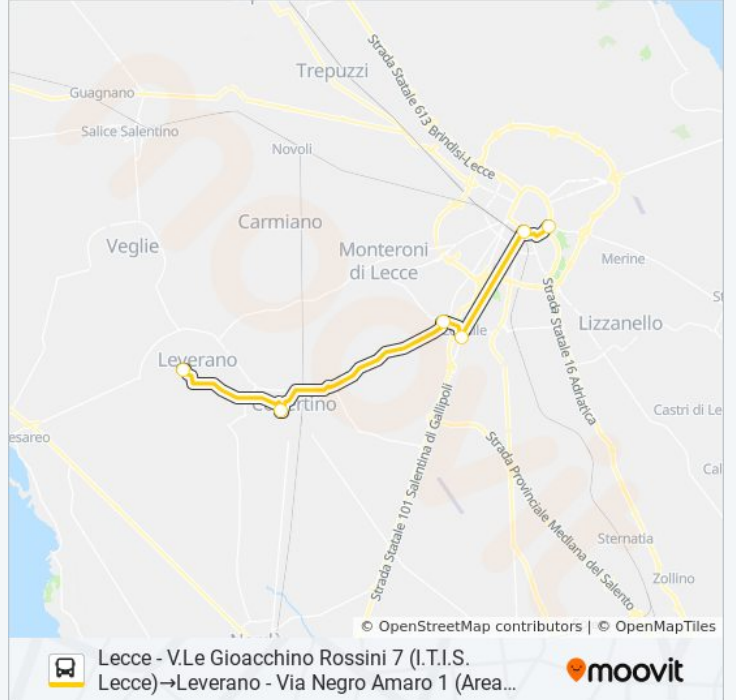 Trepuzzi
Strada Statale 613 Brindisi-Lecce
Guagnano
Salice Salentino
Novoli
Carmiano
Veglie
Monteroni
di Lecce
Merine
Strada Statale 16 Adriatica
Lizzanello
Leverano
Castri di Le
esareo
Strada Statale 101 Salentina di Gallipoli
Strada Provinciale Mediana del Salento
Cal
Sternatia
Zollino
© OpenStreetMap contributors | © OpenMapTiles
Lecce - V.Le Gioacchino Rossini 7 (I.T.I.S.
Lecce)→Leverano - Via Negro Amaro 1 (Area...
moovit